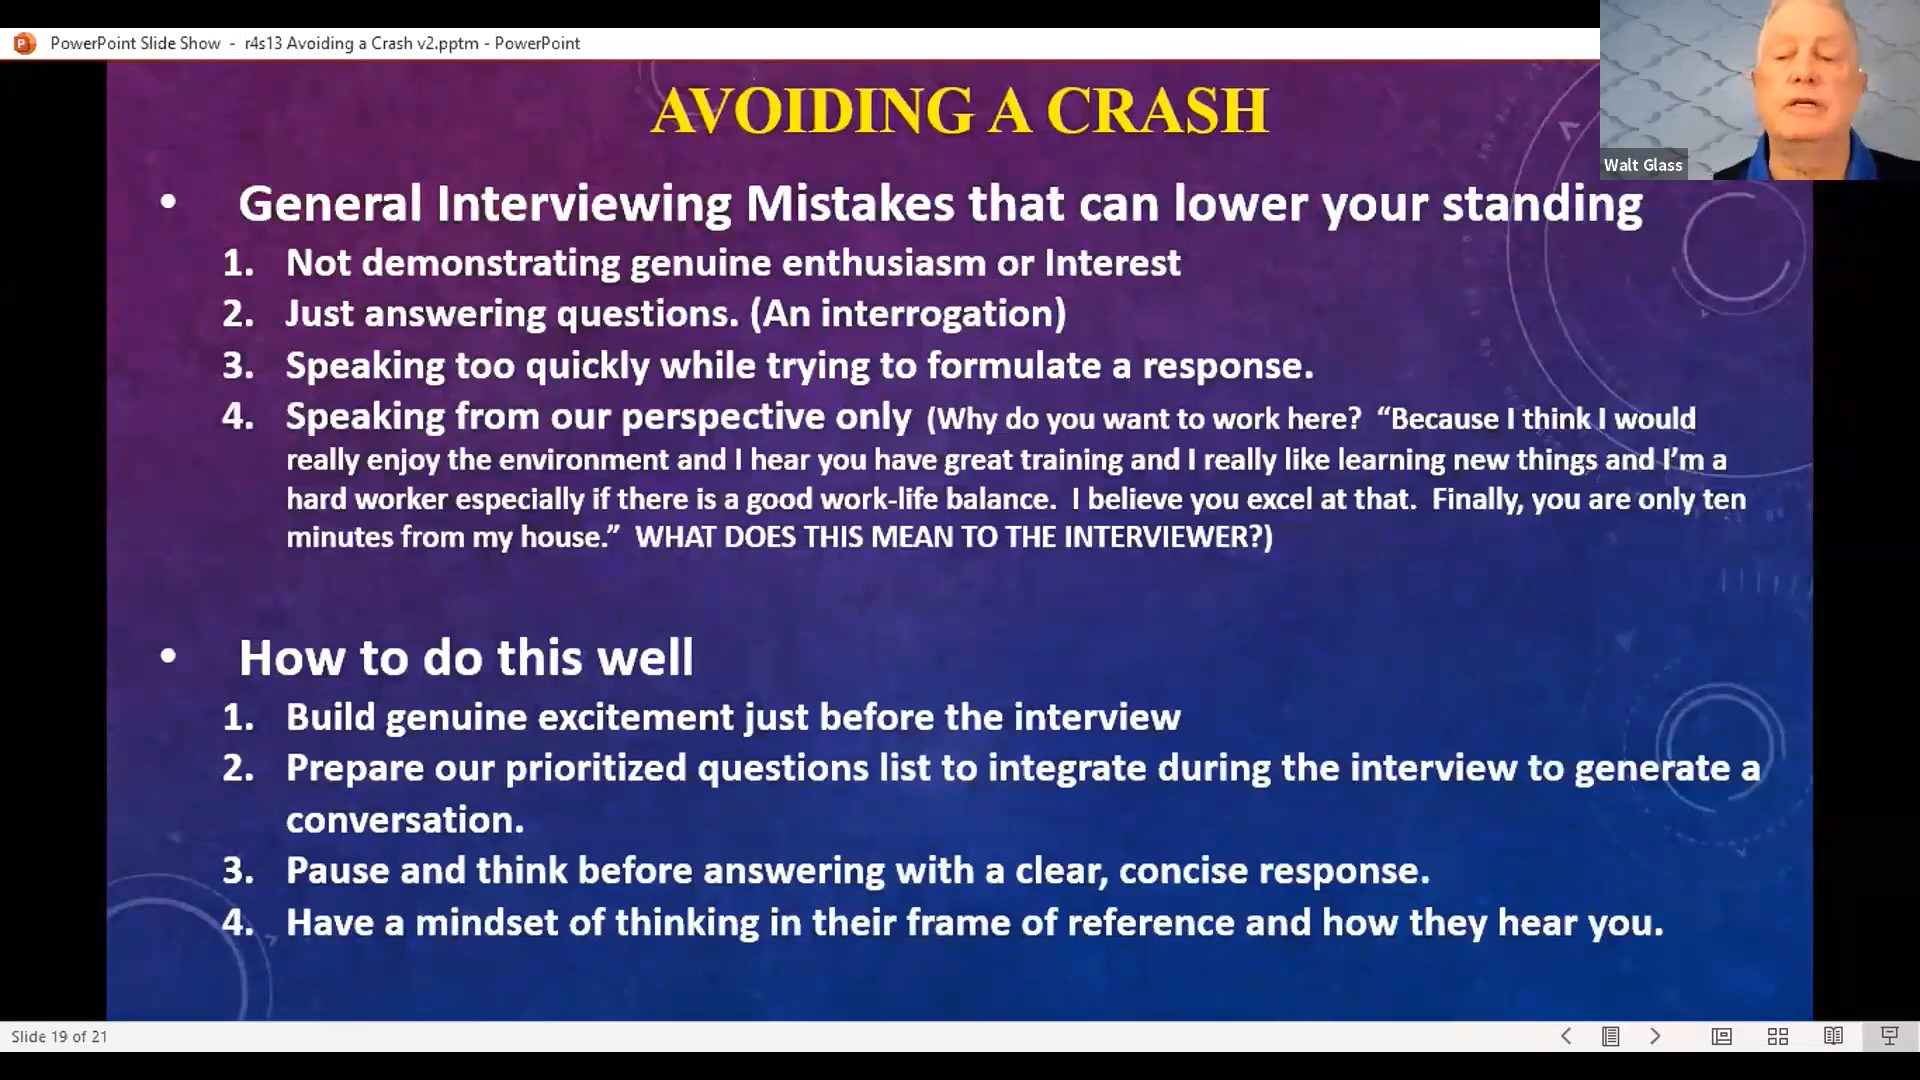 PowerPoint Slide Show - r4s13 Avoiding a Crash v2.pptm - PowerPoint
Walt Glass
AVOIDING A CRASH
• General Interviewing Mistakes that can lower your standing
1. Not demonstrating genuine enthusiasm or Interest
2. Just answering questions. (An interrogation)
3. Speaking too quickly while trying to formulate a response.
4. Speaking from our perspective only (Why do you want to work here? “Because I think I would
really enjoy the environment and I hear you have great training and I really like learning new things and I’m a
hard worker especially if there is a good work-life balance. I believe you excel at that. Finally, you are only ten
minutes from my house.” WHAT DOES THIS MEAN TO THE INTERVIEWER?)
• How to do this well
1. Build genuine excitement just before the interview
2. Prepare our prioritized questions list to integrate during the interview to generate a
conversation.
3. Pause and think before answering with a clear, concise response.
4. Have a mindset of thinking in their frame of reference and how they hear you.
Slide 19 of 21